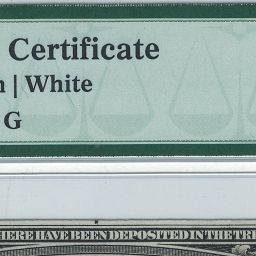 Certificate
n | White
G
HERE HAVE BEEN DEPOSITED IN THE TR